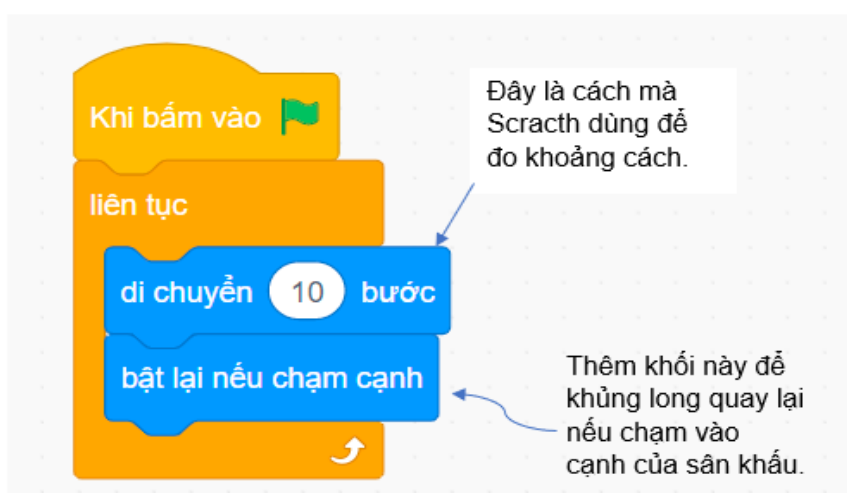 Khi bấm vào
liên tục
di chuyển 10 bước
bật lại nếu chạm cạnh
Đây là cách mà
Scracth dùng để
đo khoảng cách.
Thêm khối này để
khủng long quay lại
nếu chạm vào
cạnh của sân khấu.